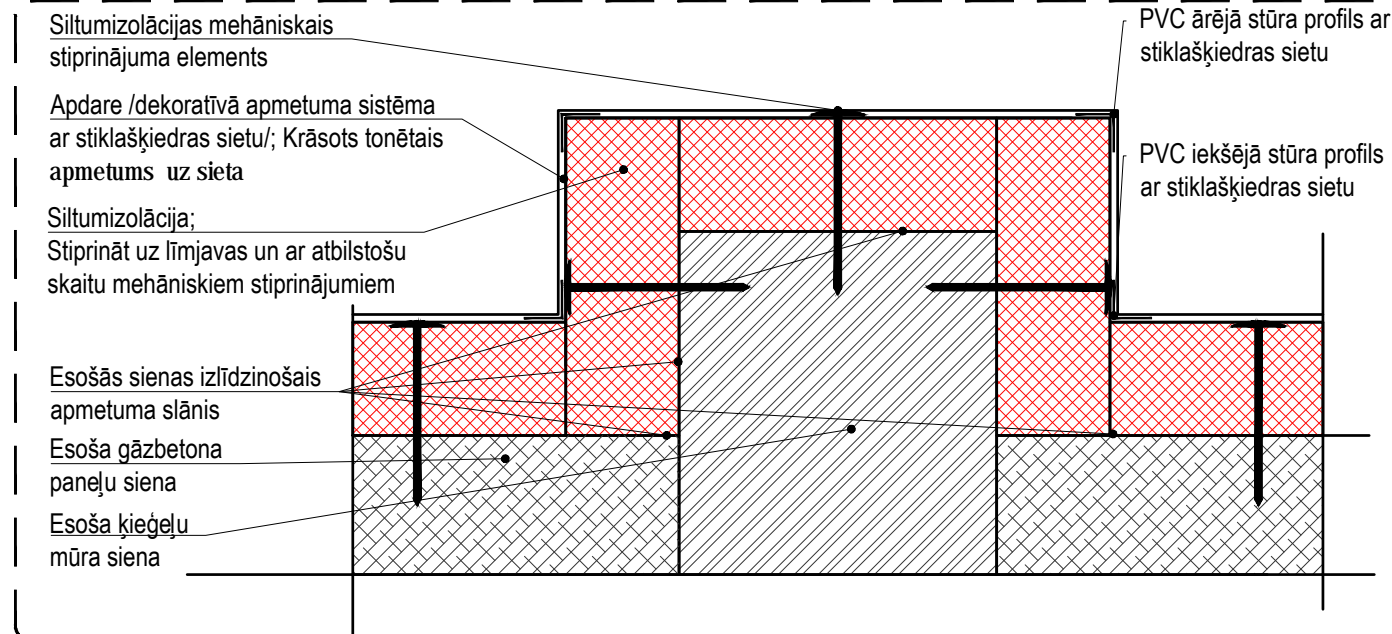 Siltumizolācijas mehāniskais
stiprinājuma elements
Apdare /dekoratīvā apmetuma sistēma
ar stiklašķiedras sietu/; Krāsots tonētais
apmetums uz sieta
Siltumizolācija;
Stiprināt uz līmjavas un ar atbilstošu
skaitu mehāniskiem stiprinājumiem
Esošās sienas izlīdzinošais
apmetuma slānis
Esoša gāzbetona
paneļu siena
Esoša ķieģeļu
mūra siena
PVC ārējā stūra profils ar
stiklašķiedras sietu
PVC iekšējā stūra profils
ar stiklašķiedras sietu